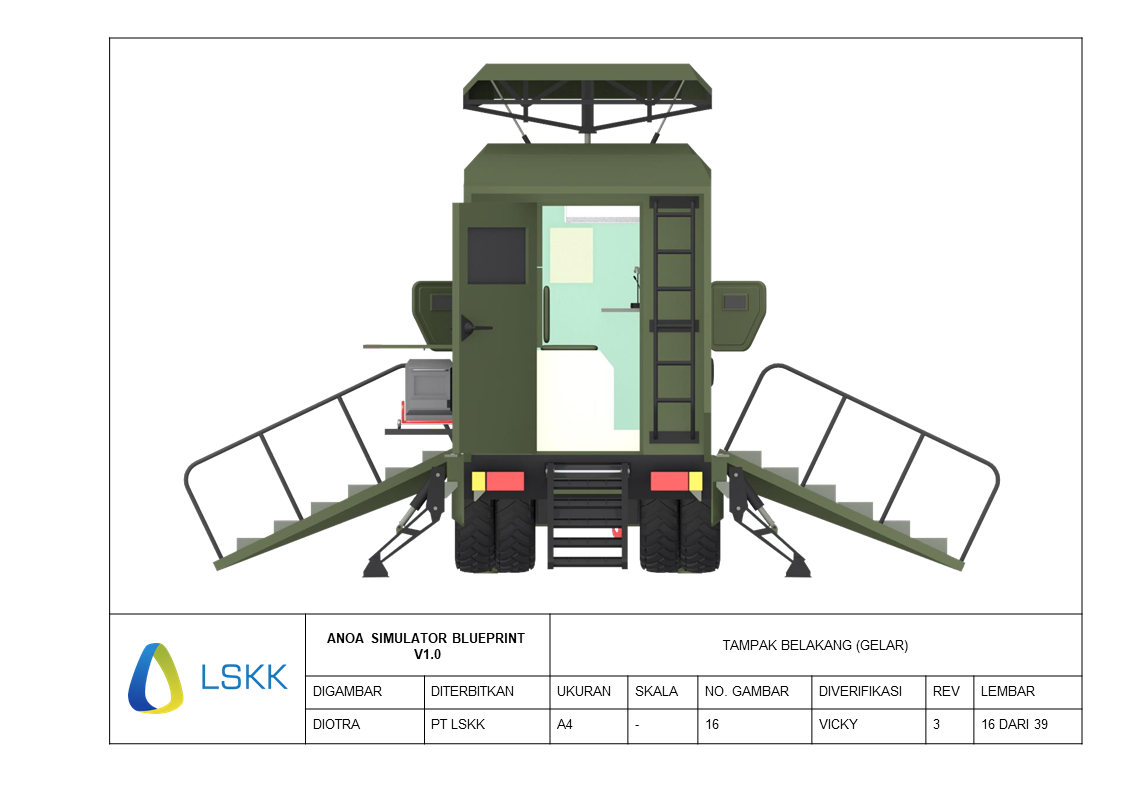 ANOA SIMULATOR BLUEPRINT
V1.0
TAMPAK BELAKANG (GELAR)
LSKK
DIGAMBAR DITERBITKAN UKURAN SKALA NO. GAMBAR DIVERIFIKASI REV LEMBAR
DIOTRA PT LSKK A4 - 16 VICKY 3 16 DARI 39